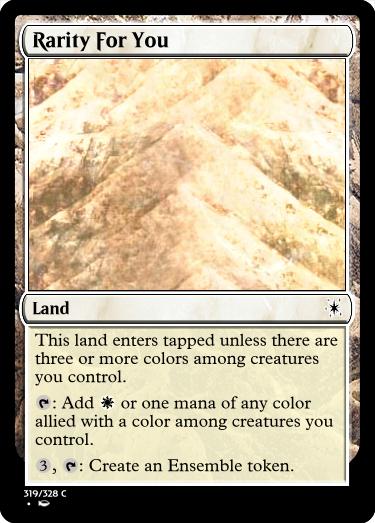 Rarity For You
Land
This land enters tapped unless there are
three or more colors among creatures
you control.
: Add or one mana of any color
allied with a color among creatures you
control.
3, : Create an Ensemble token.
319/328 C